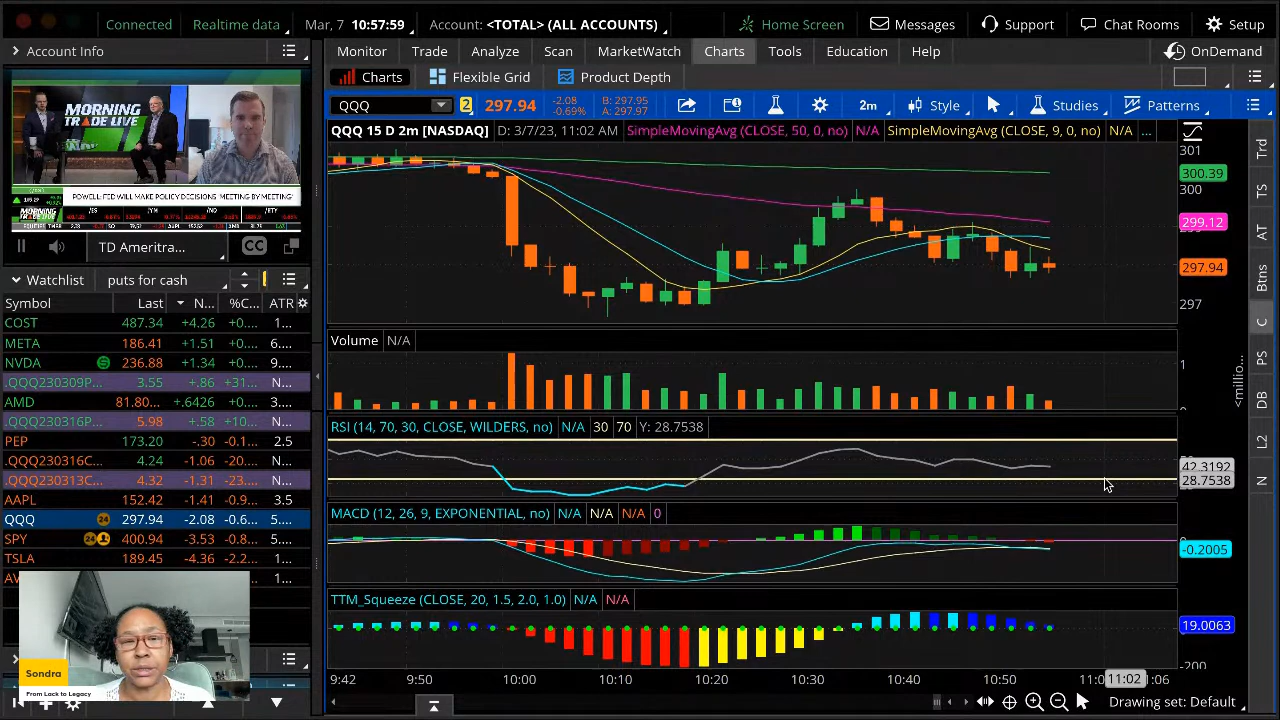 Connected Realtime data Mar, 7 10:57:59 Account: <TOTAL> (ALL ACCOUNTS) Home Screen Messages Support Chat Rooms Setup
Account Info
Monitor Trade Analyze Scan MarketWatch Charts Tools Education Help OnDemand
Charts Flexible Grid Product Depth
QQQ 2 297.94 -2.08 -0.69% B: 297.95 A: 297.97 2m Style Studies Patterns
QQQ 15 D 2m [NASDAQ] D: 3/7/23, 11:02 AM SimpleMovingAvg (CLOSE, 50, 0, no) N/A SimpleMovingAvg (CLOSE, 9, 0, no) N/A ...
MORNING
TRADE LIVE
POWELL: FED WILL MAKE POLICY DECISIONS 'MEETING BY MEETING'
TD Ameritra... CC
301
300.39
300
299.12
297.94
297
Trd
TS
AT
Btns
C
PS
DB
L2
N
Watchlist puts for cash
Symbol Last N... %C... ATR
COST 487.34 +4.26 +0.... 1...
META 186.41 +1.51 +0.... 6....
NVDA 236.88 +1.34 +0.... 9....
.QQQ230309P... 3.55 +.86 +31... N...
AMD 81.80... +.6426 +0.... 3....
.QQQ230316P... 5.98 +.58 +10... N...
PEP 173.20 -.30 -0.1... 2.5
.QQQ230316C... 4.24 -1.06 -20.... N...
.QQQ230313C... 4.32 -1.31 -23.... N...
AAPL 152.42 -1.41 -0.9... 3.5
QQQ 24 297.94 -2.08 -0.6... 5....
SPY 24 400.94 -3.53 -0.8... 5....
TSLA 189.45 -4.36 -2.2... 1...
Volume N/A
1
<millio...
RSI (14, 70, 30, CLOSE, WILDERS, no) N/A 30 70 Y: 28.7538
42.3192
28.7538
MACD (12, 26, 9, EXPONENTIAL, no) N/A N/A N/A 0
-0.2005
TTM_Squeeze (CLOSE, 20, 1.5, 2.0, 1.0) N/A N/A
19.0063
-200
9:42 9:50 10:00 10:10 10:20 10:30 10:40 10:50 11:02 :06
Sondra
From Lack to Legacy
Drawing set: Default